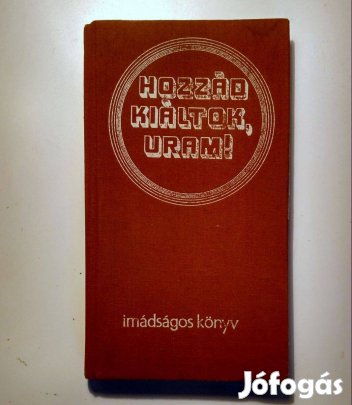 HOZZÁD
KIÁLTOK,
URAM!
imádságos könyv
Jófogás